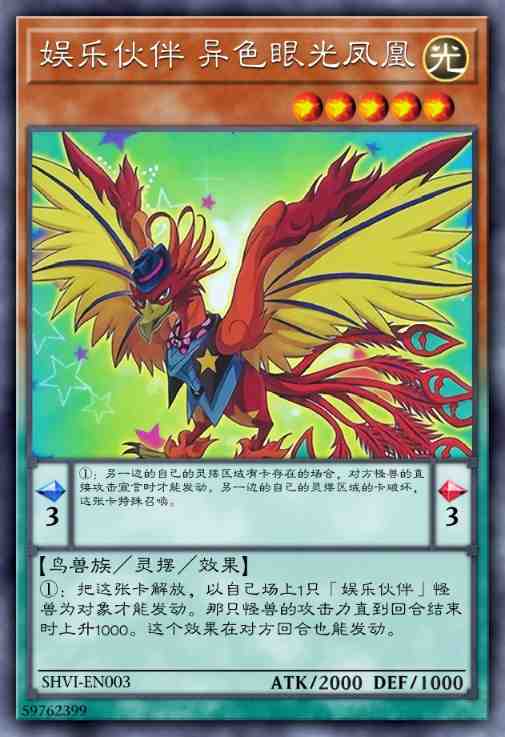 娱乐伙伴 异色眼光凤凰
光
①：另一边的自己的灵摆区域有卡存在的场合，对方怪兽的直
接攻击宣言时才能发动。另一边的自己的灵摆区域的卡破坏，
这张卡特殊召唤。
3
3
【鸟兽族／灵摆／效果】
①：把这张卡解放，以自己场上1只「娱乐伙伴」怪
兽为对象才能发动。那只怪兽的攻击力直到回合结束
时上升1000。这个效果在对方回合也能发动。
SHVI-EN003
ATK/2000 DEF/1000
59762399